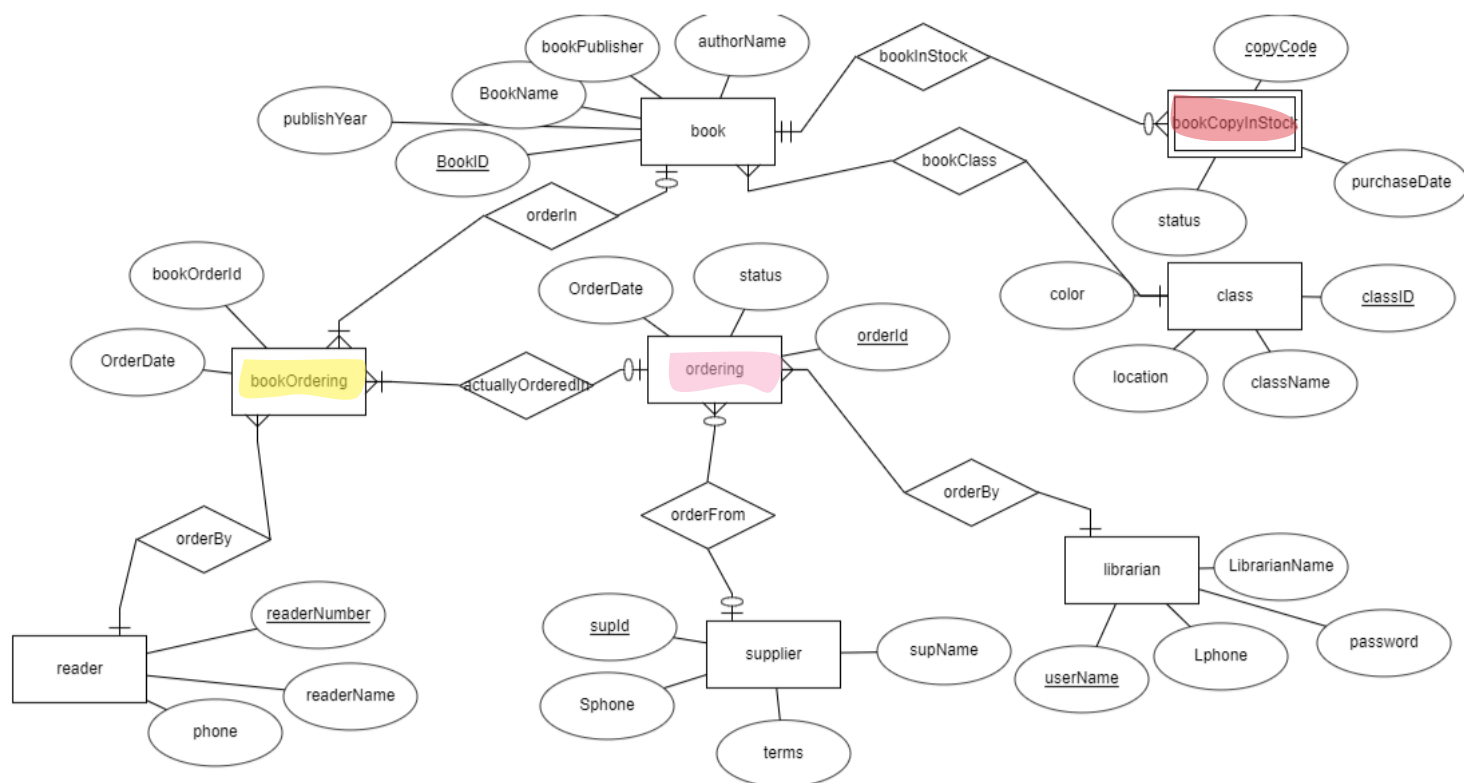 copyCode
authorName
bookPublisher
bookInStock
BookName
publishYear
book
bookCopyInStock
BookID
bookClass
purchaseDate
status
orderIn
bookOrderId
status
OrderDate
color
class
classID
orderId
OrderDate
bookOrdering
actuallyOrderedIn
ordering
location
className
orderBy
orderFrom
orderBy
LibrarianName
librarian
readerNumber
supId
password
supplier
supName
Lphone
reader
userName
readerName
Sphone
phone
terms